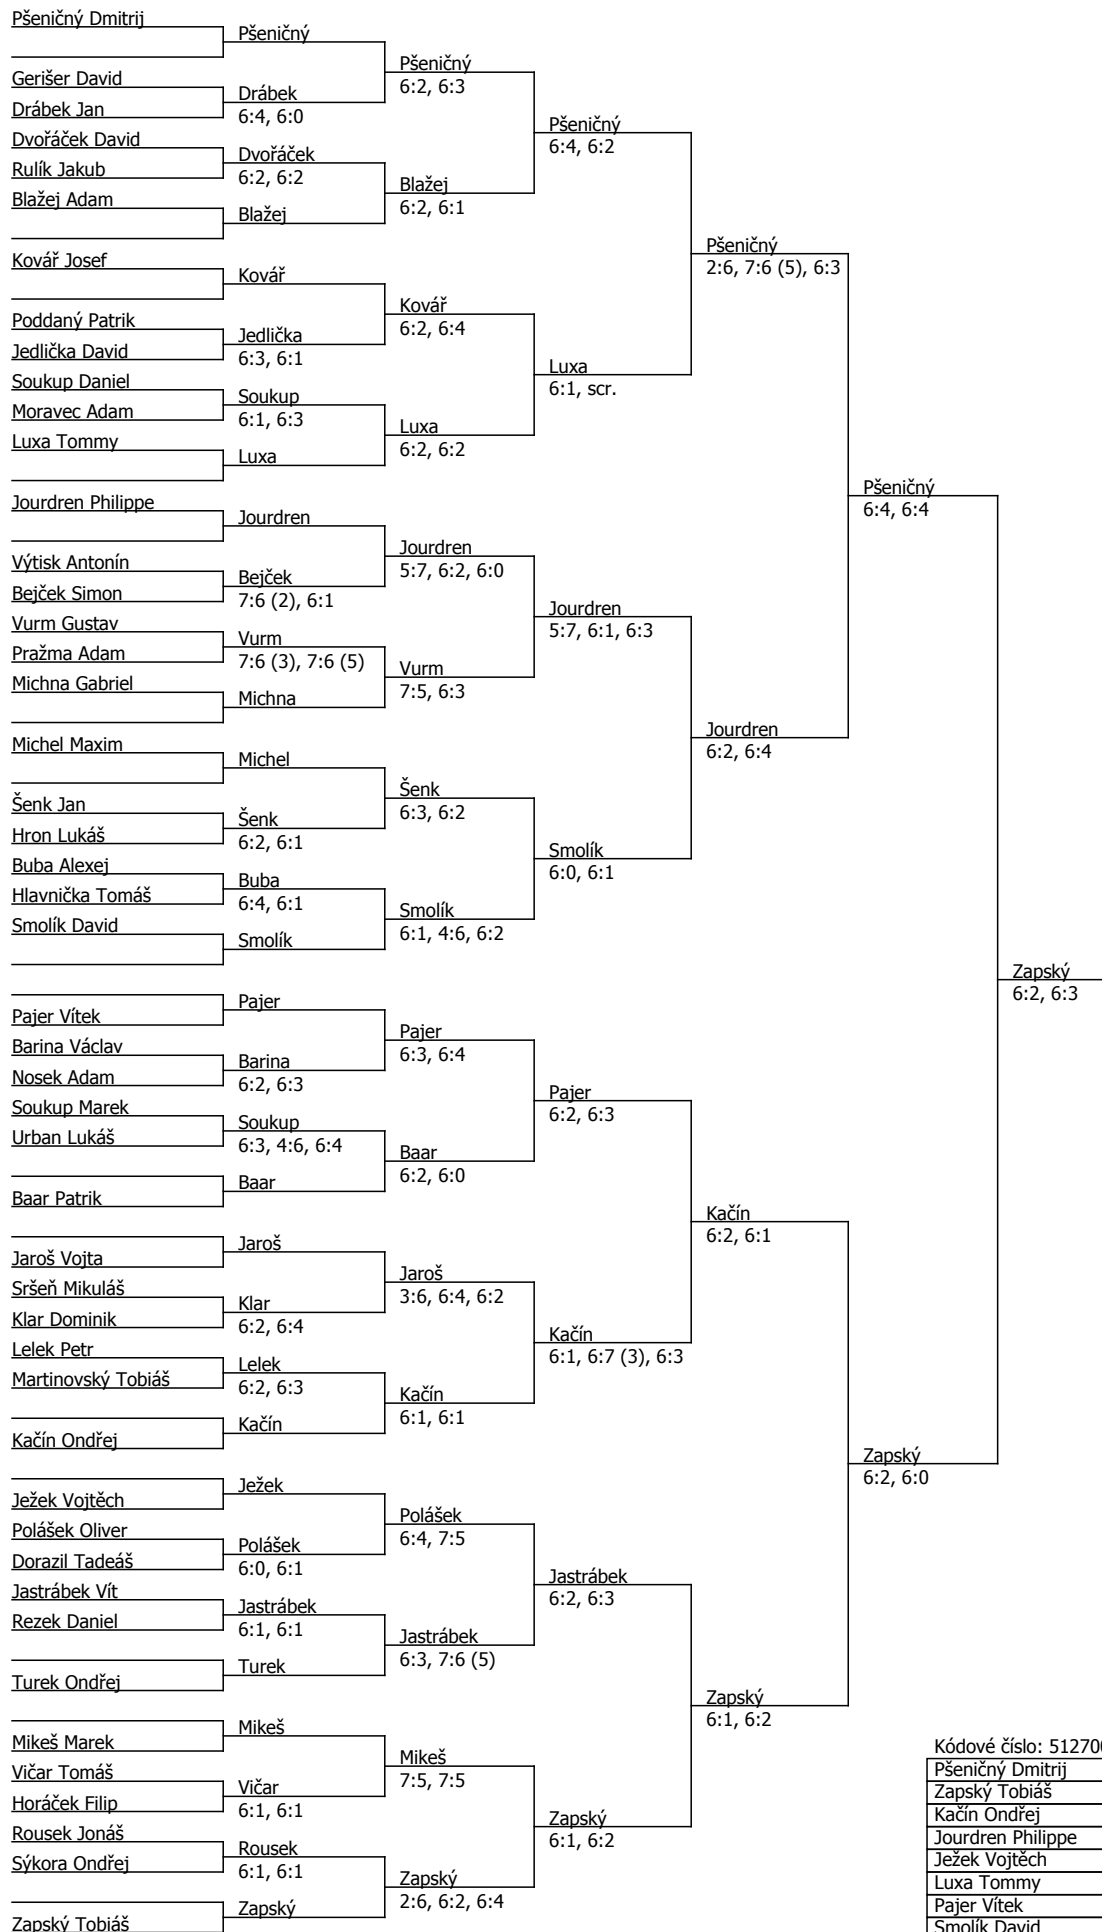 Pšeničný Dmitrij
Pšeničný
Pšeničný
6:2, 6:3
Gerišer David
Drábek
6:4, 6:0
Drábek Jan
Pšeničný
6:4, 6:2
Dvořáček David
Dvořáček
6:2, 6:2
Rulík Jakub
Blažej
6:2, 6:1
Blažej Adam
Blažej
Pšeničný
2:6, 7:6 (5), 6:3
Kovář Josef
Kovář
Kovář
6:2, 6:4
Poddaný Patrik
Jedlička
6:3, 6:1
Jedlička David
Luxa
6:1, scr.
Soukup Daniel
Soukup
6:1, 6:3
Moravec Adam
Luxa
6:2, 6:2
Luxa Tommy
Luxa
Pšeničný
6:4, 6:4
Jourdren Philippe
Jourdren
Jourdren
5:7, 6:2, 6:0
Výtisk Antonín
Bejček
7:6 (2), 6:1
Bejček Simon
Jourdren
5:7, 6:1, 6:3
Vurm Gustav
Vurm
7:6 (3), 7:6 (5)
Pražma Adam
Vurm
7:5, 6:3
Michna Gabriel
Michna
Jourdren
6:2, 6:4
Michel Maxim
Michel
Šenk
6:3, 6:2
Šenk Jan
Šenk
6:2, 6:1
Hron Lukáš
Smolík
6:0, 6:1
Buba Alexej
Buba
6:4, 6:1
Hlavnička Tomáš
Smolík
6:1, 4:6, 6:2
Smolík David
Smolík
Zapský
6:2, 6:3
Pajer
Pajer Vítek
Pajer
6:3, 6:4
Barina Václav
Barina
6:2, 6:3
Nosek Adam
Pajer
6:2, 6:3
Soukup Marek
Soukup
6:3, 4:6, 6:4
Urban Lukáš
Baar
6:2, 6:0
Baar
Baar Patrik
Kačín
6:2, 6:1
Jaroš
Jaroš Vojta
Jaroš
3:6, 6:4, 6:2
Sršeň Mikuláš
Klar
6:2, 6:4
Klar Dominik
Kačín
6:1, 6:7 (3), 6:3
Lelek Petr
Lelek
6:2, 6:3
Martinovský Tobiáš
Kačín
6:1, 6:1
Kačín
Kačín Ondřej
Zapský
6:2, 6:0
Ježek
Ježek Vojtěch
Polášek
6:4, 7:5
Polášek Oliver
Polášek
6:0, 6:1
Dorazil Tadeáš
Jastrábek
6:2, 6:3
Jastrábek Vít
Jastrábek
6:1, 6:1
Rezek Daniel
Jastrábek
6:3, 7:6 (5)
Turek
Turek Ondřej
Zapský
6:1, 6:2
Mikeš
Mikeš Marek
Mikeš
7:5, 7:5
Vičar Tomáš
Vičar
6:1, 6:1
Horáček Filip
Zapský
6:1, 6:2
Rousek Jonáš
Rousek
6:1, 6:1
Sýkora Ondřej
Zapský
2:6, 6:2, 6:4
Zapský
Zapský Tobiáš
Kódové číslo: 51270
Pšeničný Dmitrij
Zapský Tobiáš
Kačín Ondřej
Jourdren Philippe
Ježek Vojtěch
Luxa Tommy
Pajer Vítek
Smolík David